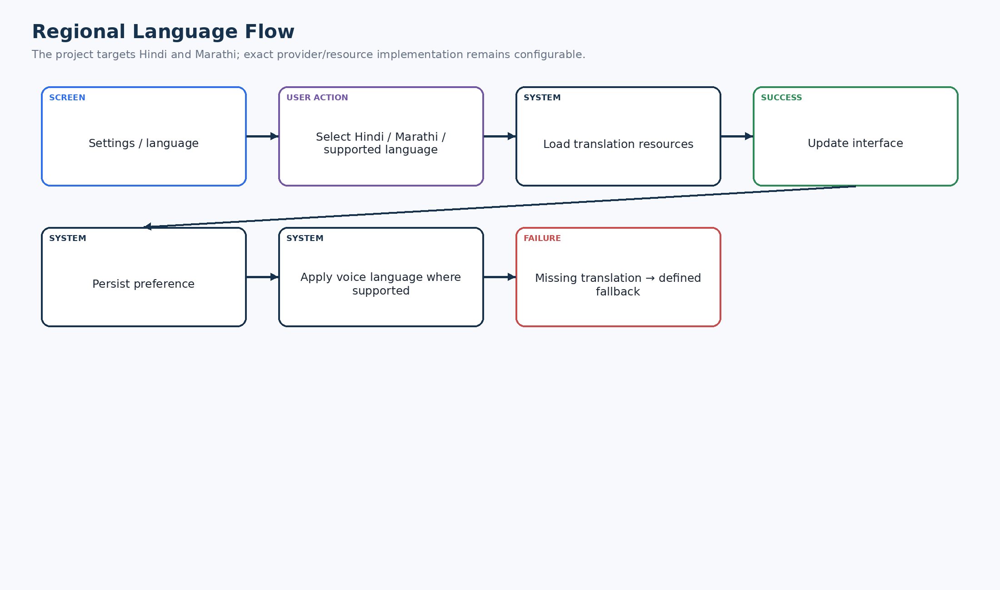 Regional Language Flow
The project targets Hindi and Marathi; exact provider/resource implementation remains configurable.
SCREEN
Settings / language
USER ACTION
Select Hindi / Marathi /
supported language
SYSTEM
Load translation resources
SUCCESS
Update interface
SYSTEM
Persist preference
SYSTEM
Apply voice language where
supported
FAILURE
Missing translation → defined
fallback